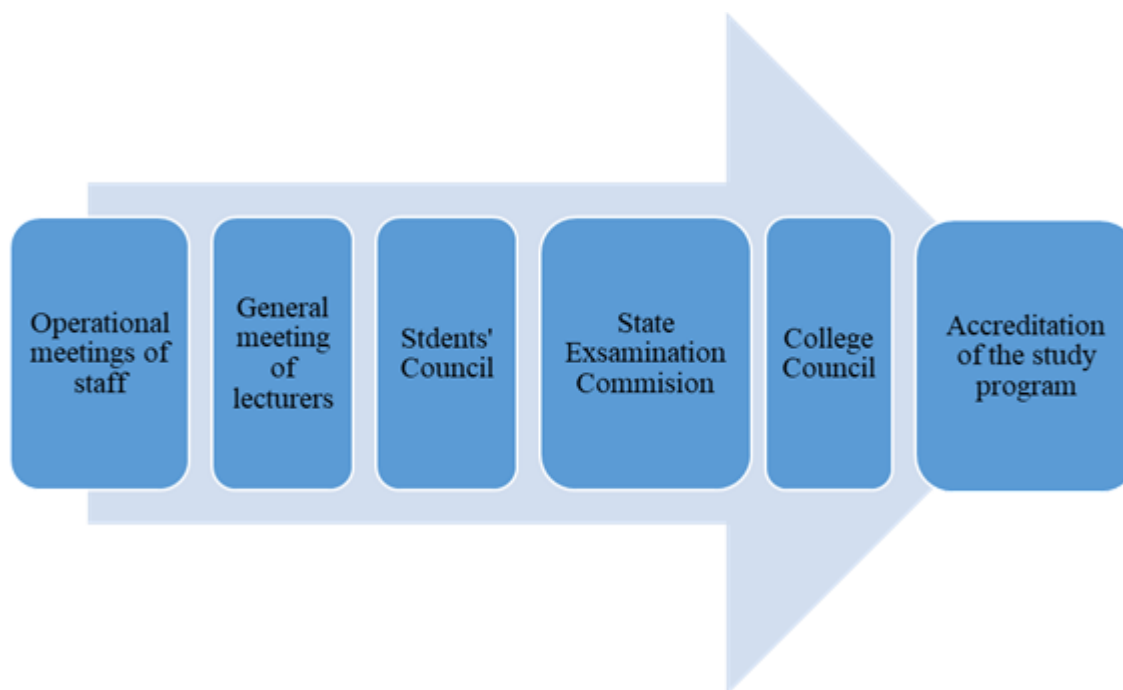 Operational
meetings of
staff
General
meeting
of
lecturers
Stdents'
Council
State
Exsamination
Commision
College
Council
Accreditation
of the study
program